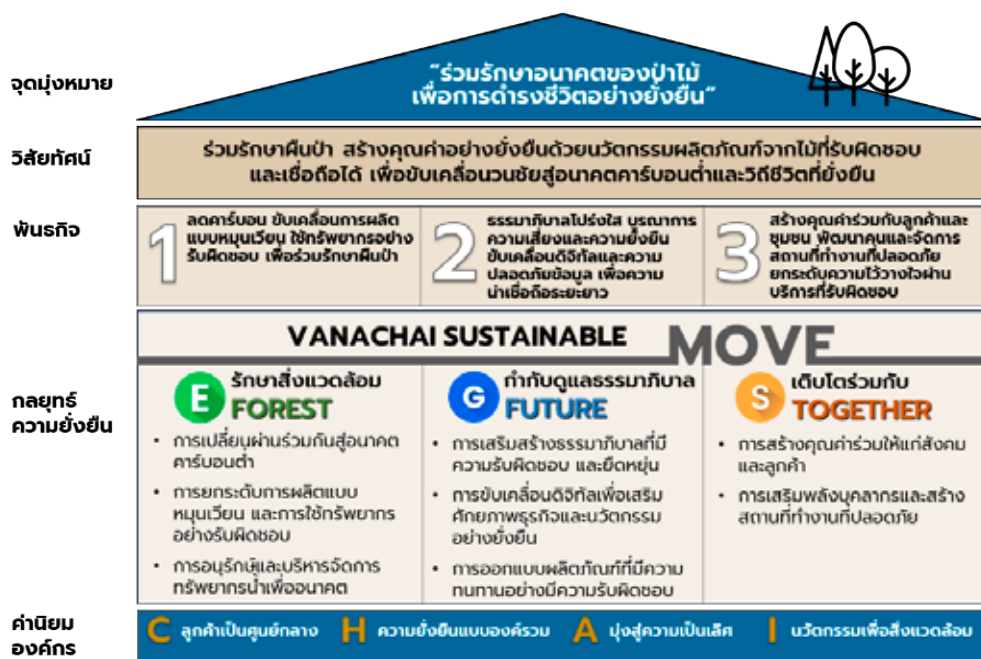 จุดมุ่งหมาย
“ร่วมรักษาอนาคตของป่าไม้
เพื่อการดำรงชีวิตอย่างยั่งยืน“
วิสัยทัศน์
ร่วมรักษาผืนป่า สร้างคุณค่าอย่างยั่งยืนด้วยนวัตกรรมผลิตภัณฑ์จากไม้ที่รับผิดชอบ
และเชื่อถือได้ เพื่อขับเคลื่อนวนชัยสู่อนาคตคาร์บอนต่ำและวิถีชีวิตที่ยั่งยืน
พันธกิจ
1
ลดคาร์บอน ขับเคลื่อนการผลิต
แบบหมุนเวียน ใช้ทรัพยากรอย่าง
รับผิดชอบ เพื่อร่วมรักษาผืนป่า
2
ธรรมาภิบาลโปร่งใส บูรณาการ
ความเสี่ยงและความยั่งยืน
ขับเคลื่อนดิจิทัลและความ
ปลอดภัยข้อมูล เพื่อความ
น่าเชื่อถือระยะยาว
3
สร้างคุณค่าร่วมกับลูกค้าและ
ชุมชน พัฒนาคนและจัดการ
สถานที่ทำงานที่ปลอดภัย
ยกระดับความไว้วางใจผ่าน
บริการที่รับผิดชอบ
กลยุทธ์
ความยั่งยืน
VANACHAI SUSTAINABLE MOVE
E
รักษาสิ่งแวดล้อม
FOREST
• การเปลี่ยนผ่านร่วมกันสู่อนาคต
คาร์บอนต่ำ
• การยกระดับการผลิตแบบ
หมุนเวียน และการใช้ทรัพยากร
อย่างรับผิดชอบ
• การอนุรักษ์และบริหารจัดการ
ทรัพยากรน้ำเพื่ออนาคต
G
กำกับดูแลธรรมาภิบาล
FUTURE
• การเสริมสร้างธรรมาภิบาลที่มี
ความรับผิดชอบ และยืดหยุ่น
• การขับเคลื่อนดิจิทัลเพื่อเสริม
ศักยภาพธุรกิจและนวัตกรรม
อย่างยั่งยืน
• การออกแบบผลิตภัณฑ์ที่มีความ
ทนทานอย่างมีความรับผิดชอบ
S
เติบโตร่วมกับ
TOGETHER
• การสร้างคุณค่าร่วมให้แก่สังคม
และลูกค้า
• การเสริมพลังบุคลากรและสร้าง
สถานที่ทำงานที่ปลอดภัย
ค่านิยม
องค์กร
C ลูกค้าเป็นศูนย์กลาง H ความยั่งยืนแบบองค์รวม A มุ่งสู่ความเป็นเลิศ I นวัตกรรมเพื่อสิ่งแวดล้อม